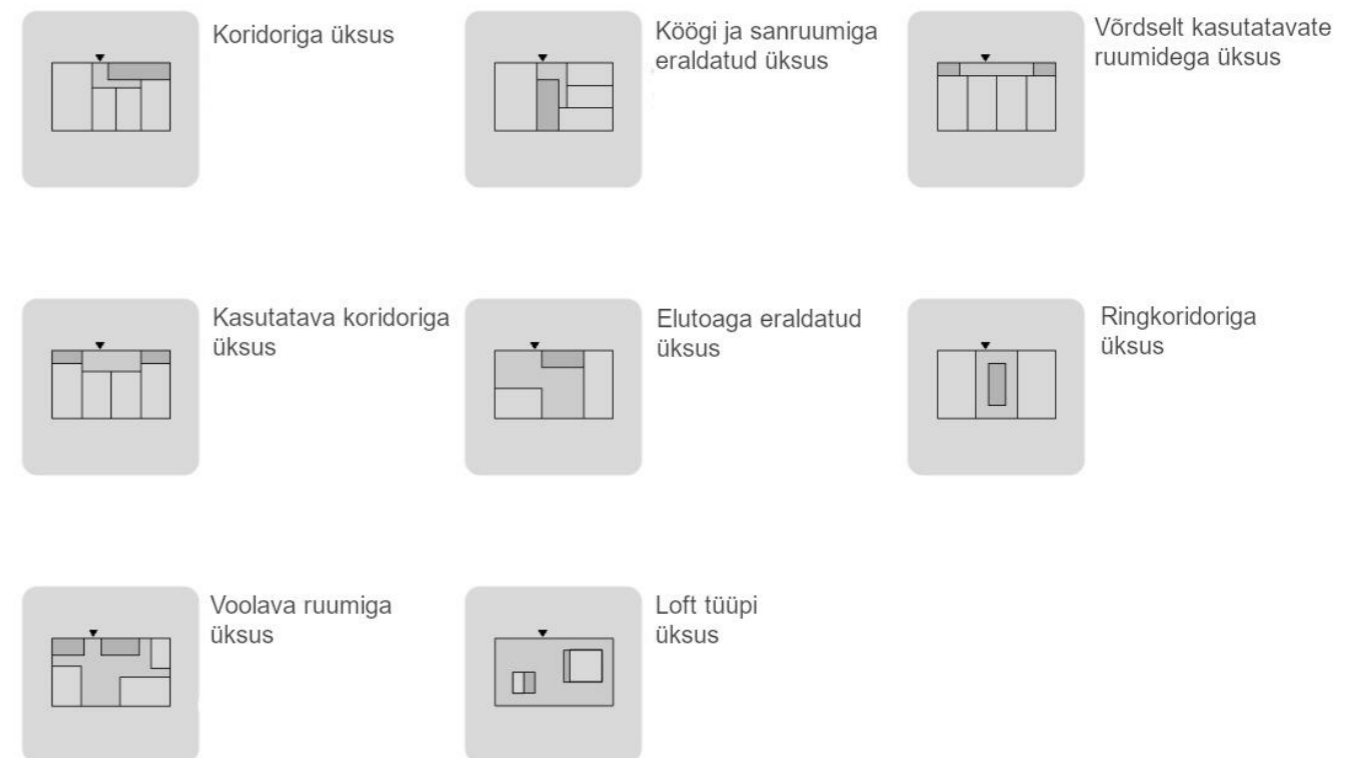 Koridoriga üksus
Köögi ja sanruumiga
eraldatud üksus
Võrdselt kasutatavate
ruumidega üksus
Kasutatava koridoriga
üksus
Elutoaga eraldatud
üksus
Ringkoridoriga
üksus
Voolava ruumiga
üksus
Loft tüüpi
üksus